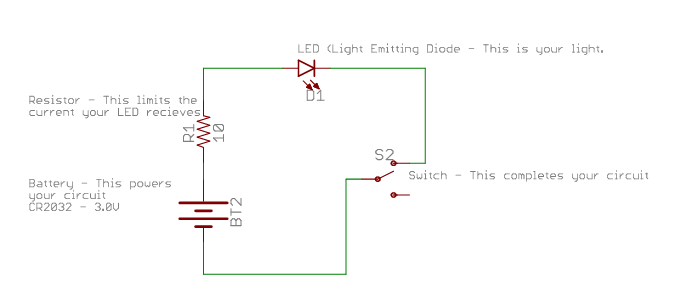 LED (Light Emitting Diode - This is your light.
D1
Resistor - This limits the
current your LED recieves
R1
10
S2
Switch - This completes your circuit
Battery - This powers
your circuit
CR2032 - 3.0V
BT2